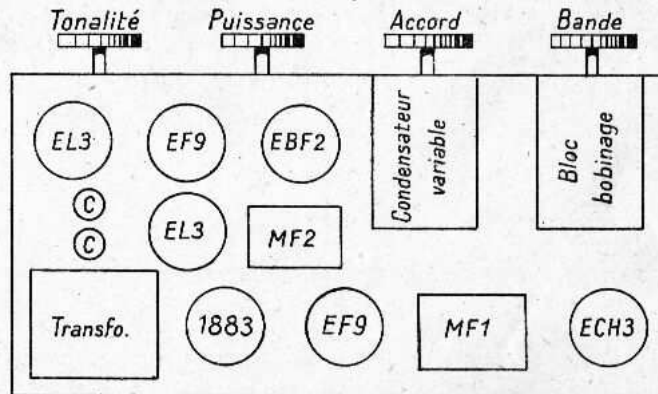 Tonalité Puissance Accord Bande
EL3 EF9 EBF2
Condensateur
variable
Bloc
bobinage
C
C
EL3 MF2
Transfo. 1883 EF9 MF1 ECH3